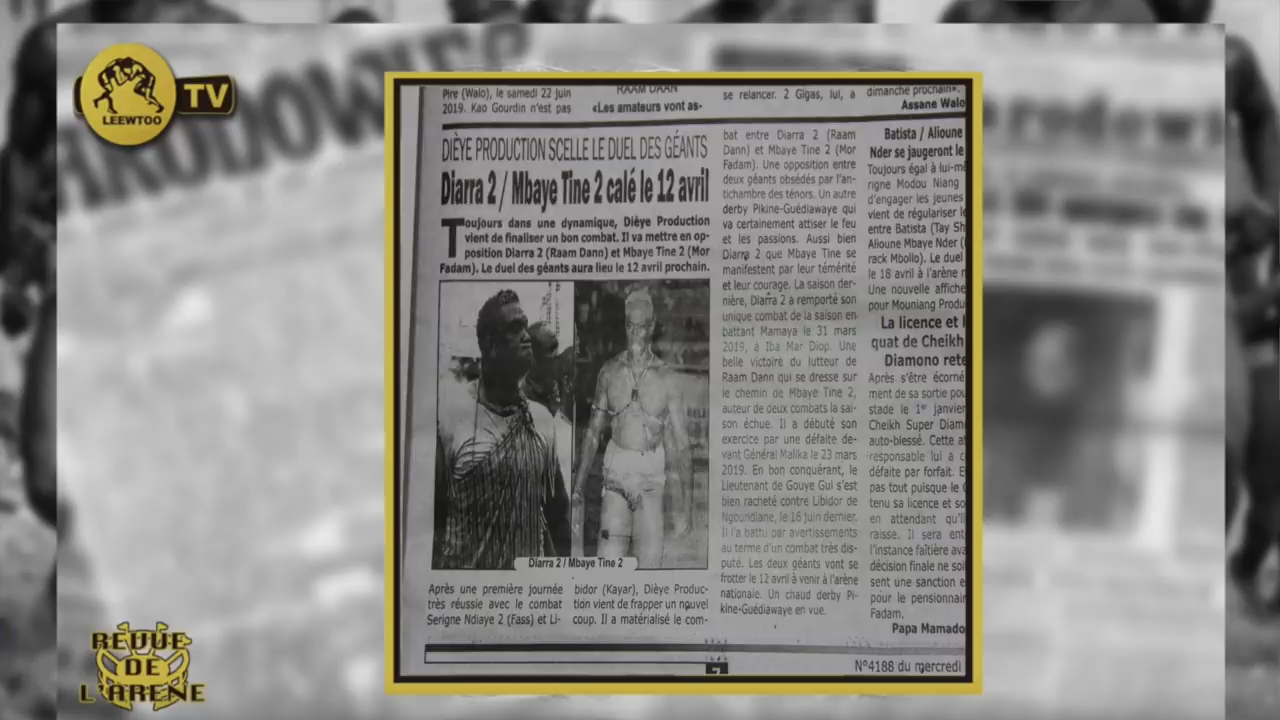 LEEWTOO
TV
Pire (Walo), le samedi 22 juin
2019. Kao Gourdin n'est pas
RAAM DAAN
«Les amateurs vont as-
se relancer. 2 Gigas, lui, a
dimanche prochain».
Assane Walo
DIÈYE PRODUCTION SCELLE LE DUEL DES GÉANTS
Diarra 2 / Mbaye Tine 2 calé le 12 avril
Toujours dans une dynamique, Dièye Production
vient de finaliser un bon combat. Il va mettre en op-
position Diarra 2 (Raam Dann) et Mbaye Tine 2 (Mor
Fadam). Le duel des géants aura lieu le 12 avril prochain.
Diarra 2 / Mbaye Tine 2
Après une première journée
très réussie avec le combat
Serigne Ndiaye 2 (Fass) et Li-
bidor (Kayar), Dièye Produc-
tion vient de frapper un nouvel
coup. Il a matérialisé le com-
bat entre Diarra 2 (Raam
Dann) et Mbaye Tine 2 (Mor
Fadam). Une opposition entre
deux géants obsédés par l'an-
tichambre des ténors. Un autre
derby Pikine-Guédiawaye qui
va certainement attiser le feu
et les passions. Aussi bien
Diarra 2 que Mbaye Tine se
manifestent par leur témérité
et leur courage. La saison der-
nière, Diarra 2 a remporté son
unique combat de la saison en
battant Mamaya le 31 mars
2019, à Iba Mar Diop. Une
belle victoire du lutteur de
Raam Dann qui se dresse sur
le chemin de Mbaye Tine 2,
auteur de deux combats la sai-
son échue. Il a débuté son
exercice par une défaite de-
vant Général Malika le 23 mars
2019. En bon conquérant, le
Lieutenant de Gouye Gui s'est
bien racheté contre Libidor de
Ngoundiane, le 16 juin dernier.
Il l'a battu par avertissements
au terme d'un combat très dis-
puté. Les deux géants vont se
frotter le 12 avril à venir à l'arène
nationale. Un chaud derby Pi-
kine-Guédiawaye en vue.
Batista / Alioune
Nder se jaugeront le
Toujours égal à lui-mê
rigne Modou Niang
d'engager les jeunes
vient de régulariser le
entre Batista (Tay Sh
Alioune Mbaye Nder (
rack Mbollo). Le duel
le 18 avril à l'arène n
Une nouvelle affiche
pour Mouniang Produ
La licence et l
quat de Cheikh
Diamono rete
Après s'être écorné
ment de sa sortie pou
stade le 1er janvier
Cheikh Super Diam
auto-blessé. Cette af
responsable lui a c
défaite par forfait. E
pas tout puisque le
tenu sa licence et so
en attendant qu'il
raisse. Il sera ent
l'instance faîtière ava
décision finale ne soi
sent une sanction e
pour le pensionnai
Fadam.
Papa Mamado
7
N°4188 du mercredi
REVUE
DE
L'ARENE